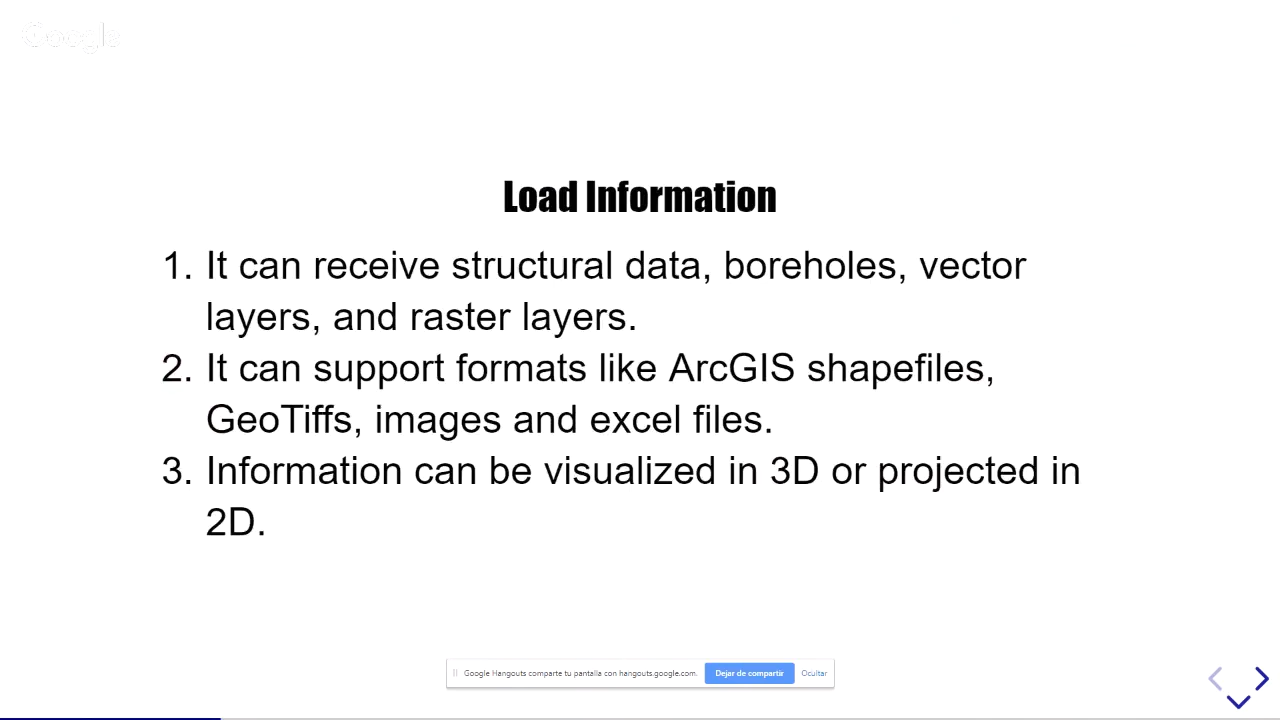 Google
Load Information
1. It can receive structural data, boreholes, vector
layers, and raster layers.
2. It can support formats like ArcGIS shapefiles,
GeoTiffs, images and excel files.
3. Information can be visualized in 3D or projected in
2D.
Google Hangouts comparte tu pantalla con hangouts.google.com. Dejar de compartir Ocultar